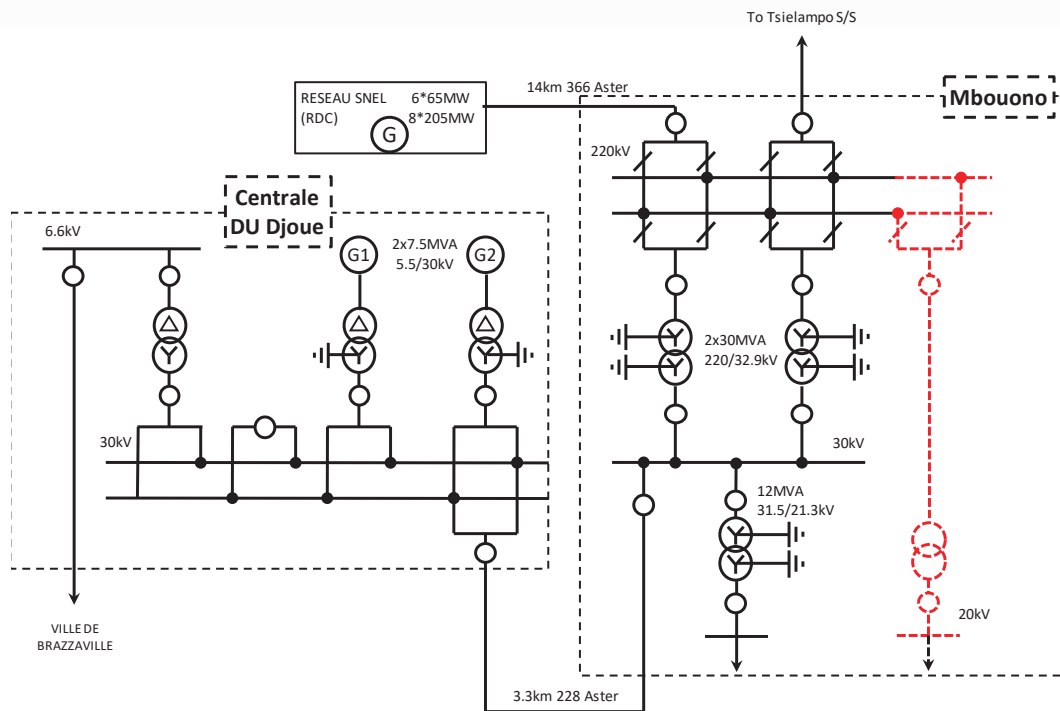 To Tsielampo S/S
14km 366 Aster
Mbouono
RESEAU SNEL 6*65MW
(RDC) 8*205MW
G
220kV
Centrale
DU Djoue
6.6kV
G1
2x7.5MVA
5.5/30kV
G2
2x30MVA
220/32.9kV
30kV
30kV
12MVA
31.5/21.3kV
20kV
VILLE DE
BRAZZAVILLE
3.3km 228 Aster